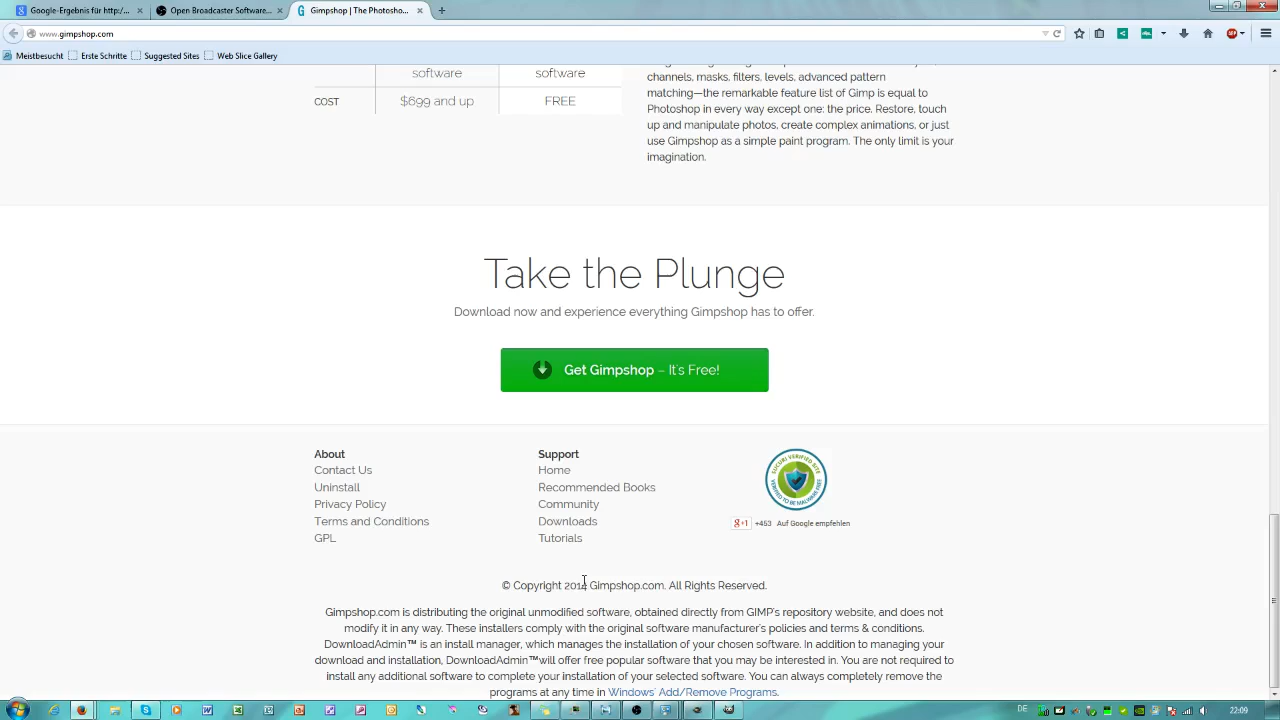 Google-Ergebnis für http:/...
Open Broadcaster Software...
Gimpshop | The Photosho...
www.gimpshop.com
Meistbesucht
Erste Schritte
Suggested Sites
Web Slice Gallery
software
software
COST
$699 and up
FREE
channels, masks, filters, levels, advanced pattern
matching—the remarkable feature list of Gimp is equal to
Photoshop in every way except one: the price. Restore, touch
up and manipulate photos, create complex animations, or just
use Gimpshop as a simple paint program. The only limit is your
imagination.
Take the Plunge
Download now and experience everything Gimpshop has to offer.
Get Gimpshop – It's Free!
About
Contact Us
Uninstall
Privacy Policy
Terms and Conditions
GPL
Support
Home
Recommended Books
Community
Downloads
Tutorials
SUCURI VERIFIED SITE
VERIFIED TO BE MALWARE FREE
g+1 +453 Auf Google empfehlen
© Copyright 2014 Gimpshop.com. All Rights Reserved.
Gimpshop.com is distributing the original unmodified software, obtained directly from GIMP's repository website, and does not
modify it in any way. These installers comply with the original software manufacturer's policies and terms & conditions.
DownloadAdmin™ is an install manager, which manages the installation of your chosen software. In addition to managing your
download and installation, DownloadAdmin™will offer free popular software that you may be interested in. You are not required to
install any additional software to complete your installation of your selected software. You can always completely remove the
programs at any time in Windows' Add/Remove Programs.
DE
22:09